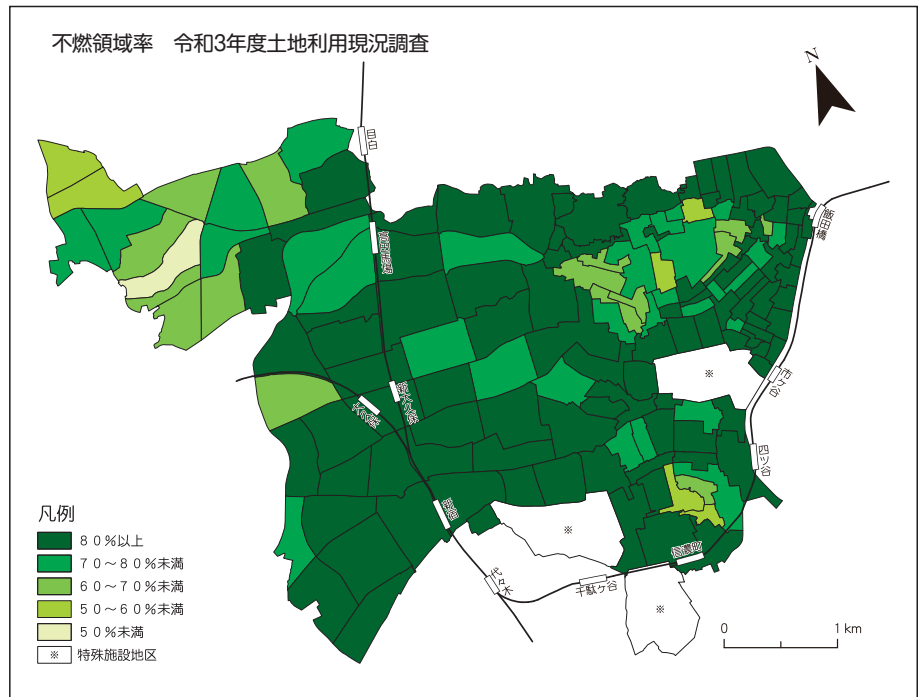 不燃領域率　令和3年度土地利用現況調査
N
目白
高田馬場
飯田橋
新大久保
大久保
市ヶ谷
四ツ谷
新宿
信濃町
代々木
千駄ヶ谷
※
※
※
凡例
８０％以上
７０～８０％未満
６０～７０％未満
５０～６０％未満
５０％未満
※ 特殊施設地区
0 1 km